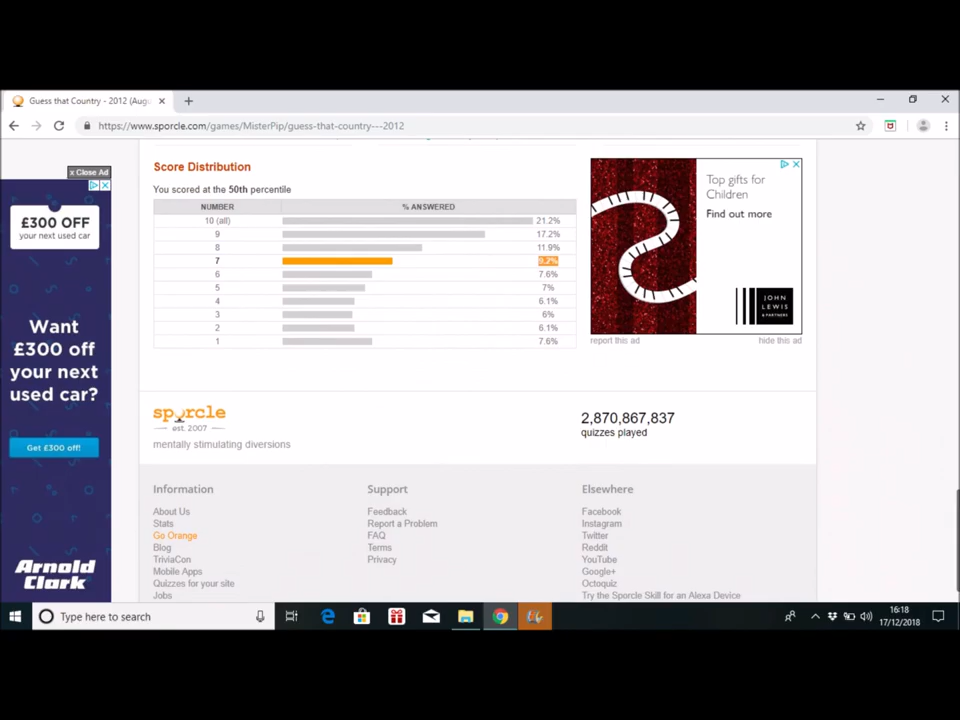 Guess that Country - 2012 (Augu
https://www.sporcle.com/games/MisterPip/guess-that-country---2012
x Close Ad
£300 OFF
your next used car
Want
£300 off
your next
used car?
Get £300 off!
Arnold
Clark
Score Distribution
You scored at the 50th percentile
NUMBER % ANSWERED
10 (all) 21.2%
9 17.2%
8 11.9%
7 9.2%
6 7.6%
5 7%
4 6.1%
3 6%
2 6.1%
1 7.6%
Top gifts for
Children
Find out more
JOHN
LEWIS
& PARTNERS
report this ad hide this ad
sporcle
est. 2007
mentally stimulating diversions
2,870,867,837
quizzes played
Information
About Us
Stats
Go Orange
Blog
TriviaCon
Mobile Apps
Quizzes for your site
Jobs
Support
Feedback
Report a Problem
FAQ
Terms
Privacy
Elsewhere
Facebook
Instagram
Twitter
Reddit
YouTube
Google+
Octoquiz
Try the Sporcle Skill for an Alexa Device
Type here to search
16:18
17/12/2018